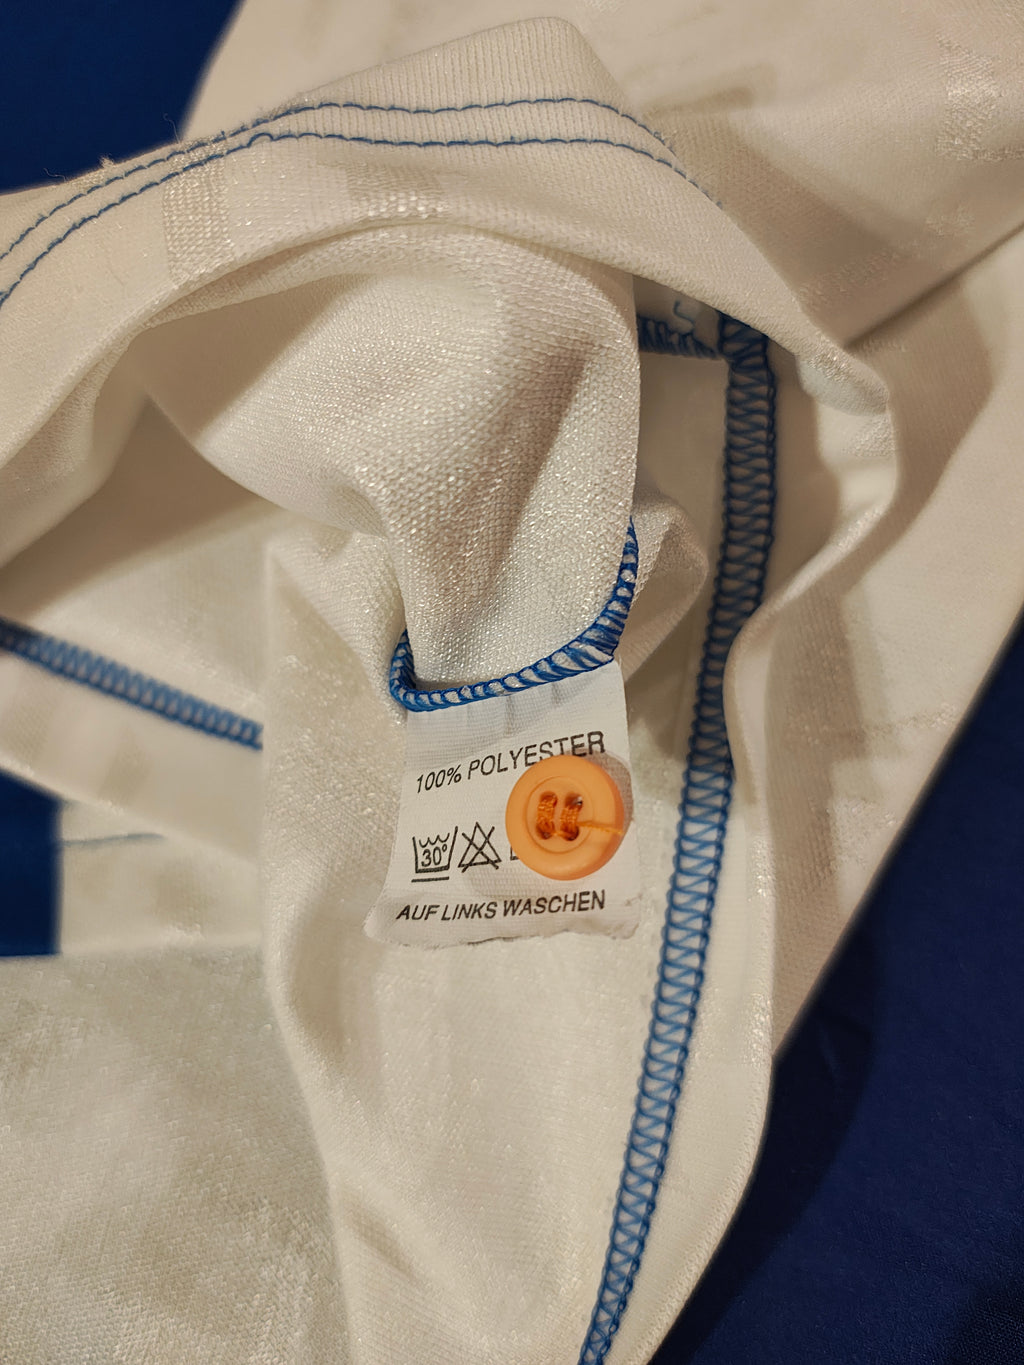 100% POLYESTER
30°
AUF LINKS WASCHEN